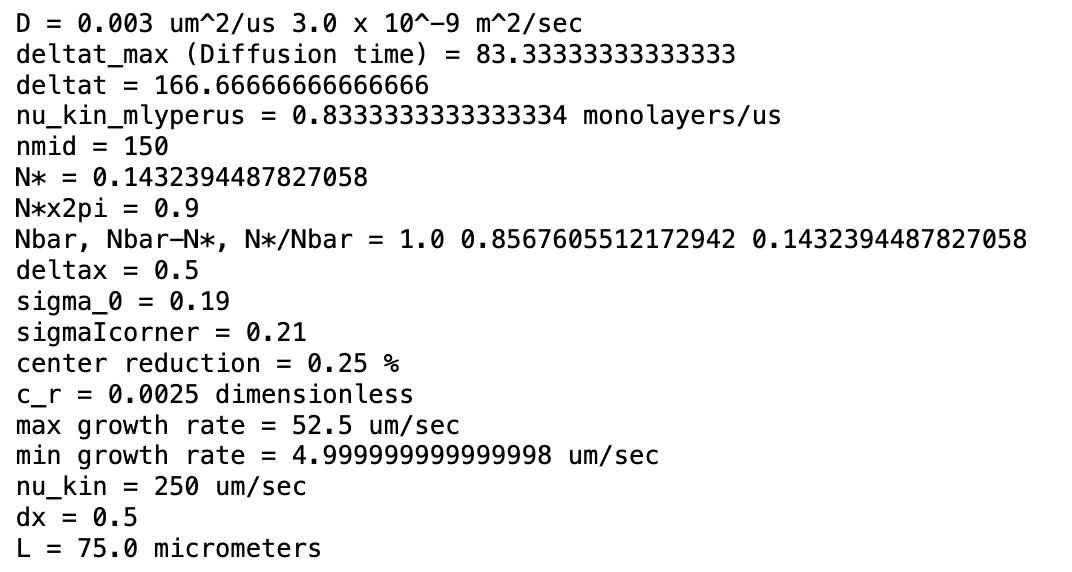 D = 0.003 um^2/us 3.0 x 10^-9 m^2/sec
deltat_max (Diffusion time) = 83.33333333333333
deltat = 166.66666666666666
nu_kin_mlyperus = 0.8333333333333334 monolayers/us
nmid = 150
N* = 0.1432394487827058
N*x2pi = 0.9
Nbar, Nbar-N*, N*/Nbar = 1.0 0.8567605512172942 0.1432394487827058
deltax = 0.5
sigma_0 = 0.19
sigmaIcorner = 0.21
center reduction = 0.25 %
c_r = 0.0025 dimensionless
max growth rate = 52.5 um/sec
min growth rate = 4.999999999999998 um/sec
nu_kin = 250 um/sec
dx = 0.5
L = 75.0 micrometers